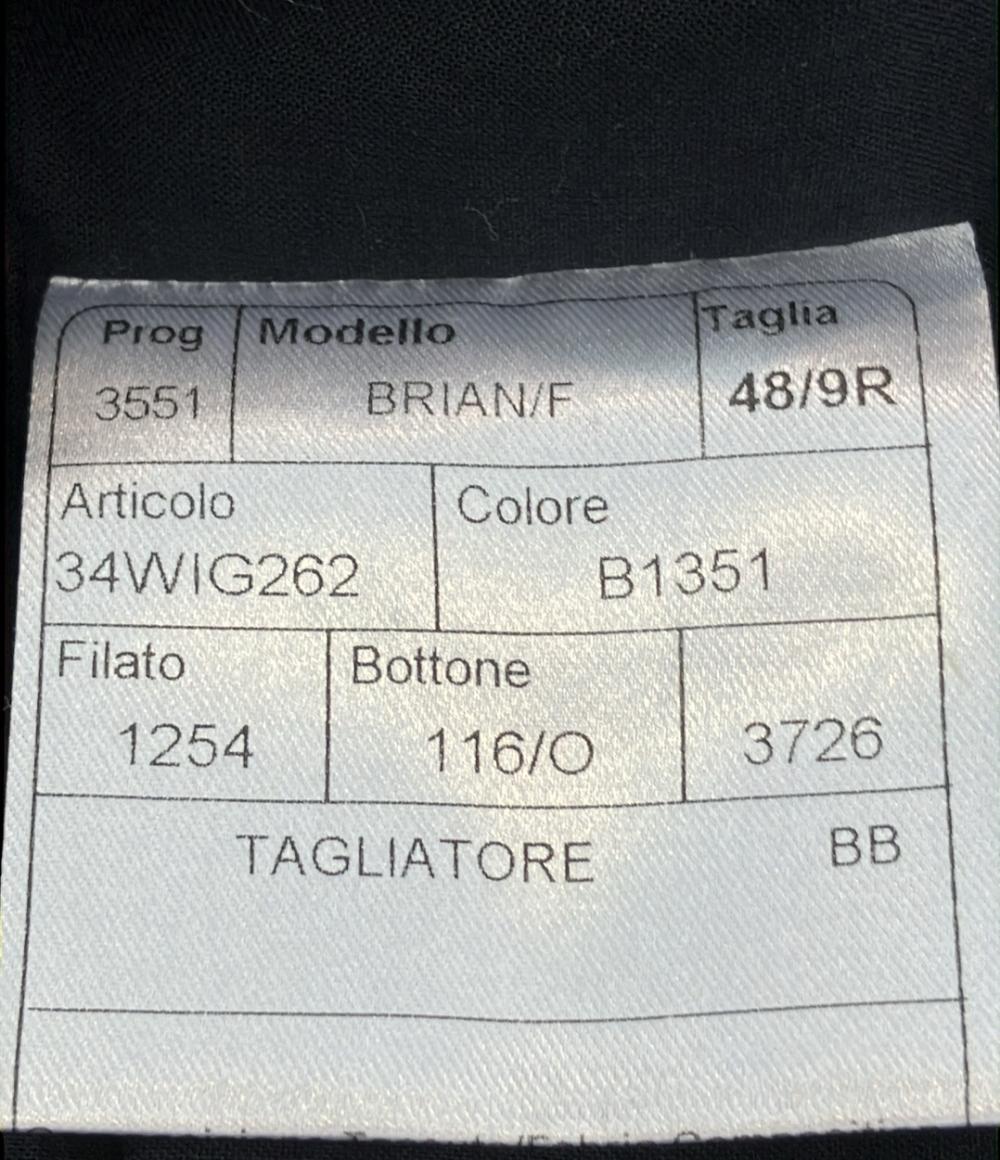 Prog Modello Taglia
3551 BRIAN/F 48/9R
Articolo Colore
34WIG262 B1351
Filato Bottone
1254 116/O 3726
TAGLIATORE BB